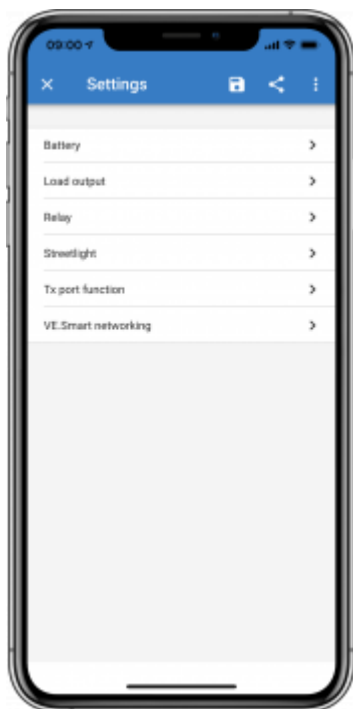 09:00
Settings
Battery
Load output
Relay
Streetlight
Tx port function
VE.Smart networking